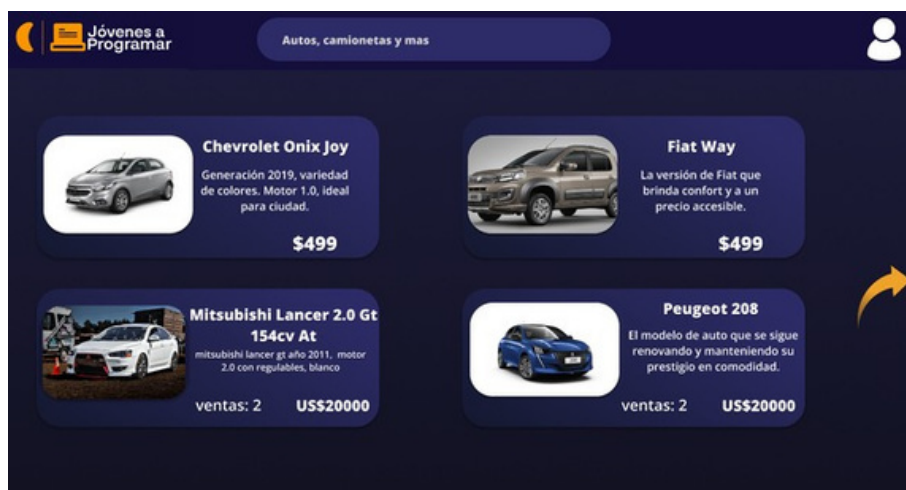 Jóvenes a
Programar
Autos, camionetas y mas
Chevrolet Onix Joy
Generación 2019, variedad
de colores. Motor 1.0, ideal
para ciudad.
$499
Fiat Way
La versión de Fiat que
brinda confort y a un
precio accesible.
$499
Mitsubishi Lancer 2.0 Gt
154cv At
mitsubishi lancer gt año 2011, motor
2.0 con regulables, blanco
ventas: 2 US$20000
Peugeot 208
El modelo de auto que se sigue
renovando y manteniendo su
prestigio en comodidad.
ventas: 2 US$20000